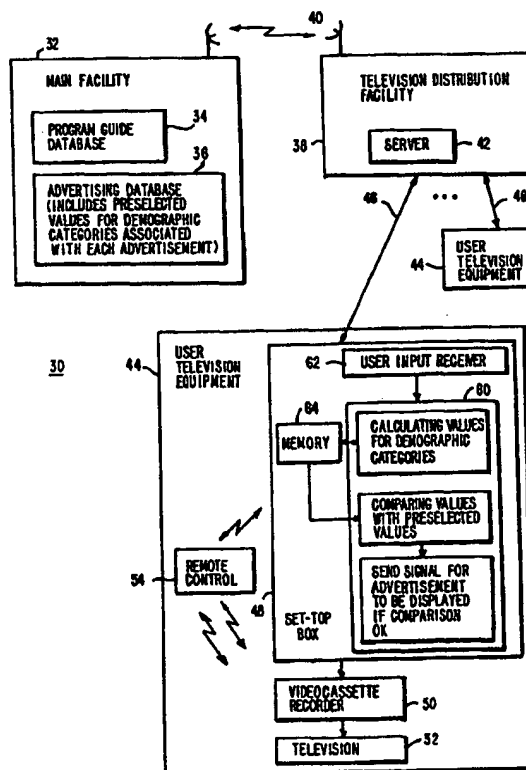 40
32
MAIN FACILITY
PROGRAM GUIDE
DATABASE
34
36
ADVERTISING DATABASE
(INCLUDES PRESELECTED
VALUES FOR DEMOGRAPHIC
CATEGORIES ASSOCIATED
WITH EACH ADVERTISEMENT)
TELEVISION DISTRIBUTION
FACILITY
38
SERVER
42
46
...
46
44
USER
TELEVISION
EQUIPMENT
30
44
USER
TELEVISION
EQUIPMENT
62
USER INPUT RECEIVER
64
60
MEMORY
CALCULATING VALUES
FOR DEMOGRAPHIC
CATEGORIES
COMPARING VALUES
WITH PRESELECTED
VALUES
SEND SIGNAL FOR
ADVERTISEMENT
TO BE DISPLAYED
IF COMPARISON
OK
REMOTE
CONTROL
54
48
SET-TOP
BOX
VIDEOCASSETTE
RECORDER
50
TELEVISION
52